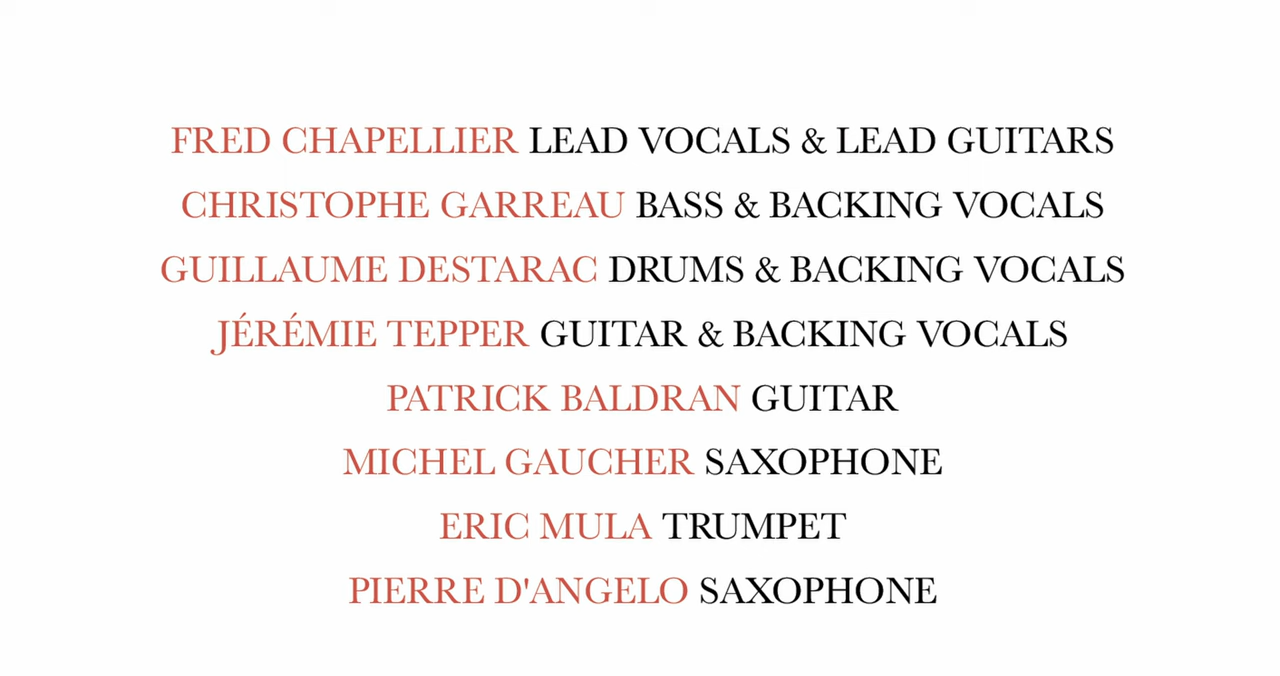 FRED CHAPELLIER LEAD VOCALS & LEAD GUITARS
CHRISTOPHE GARREAU BASS & BACKING VOCALS
GUILLAUME DESTARAC DRUMS & BACKING VOCALS
JÉRÉMIE TEPPER GUITAR & BACKING VOCALS
PATRICK BALDRAN GUITAR
MICHEL GAUCHER SAXOPHONE
ERIC MULA TRUMPET
PIERRE D'ANGELO SAXOPHONE